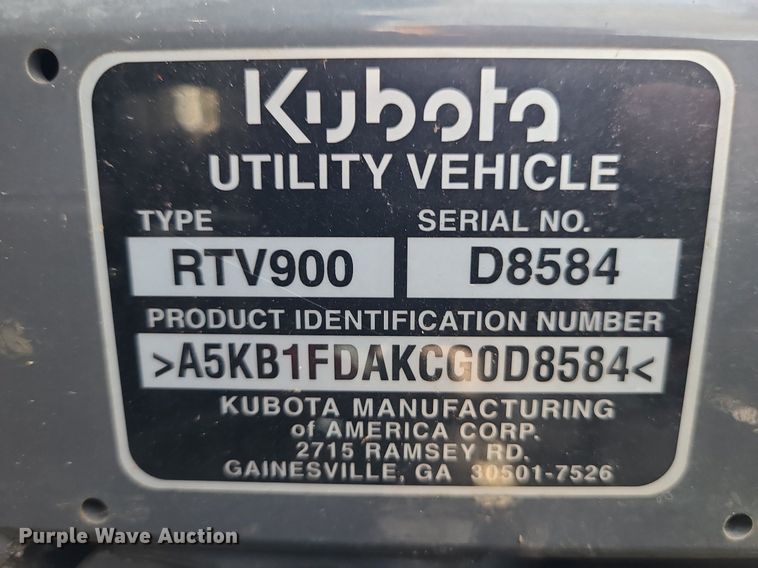 Kubota
UTILITY VEHICLE
TYPE SERIAL NO.
RTV900 D8584
PRODUCT IDENTIFICATION NUMBER
>A5KB1FDAKCG0D8584<
KUBOTA MANUFACTURING
of AMERICA CORP.
2715 RAMSEY RD.
GAINESVILLE, GA 30501-7526
Purple Wave Auction